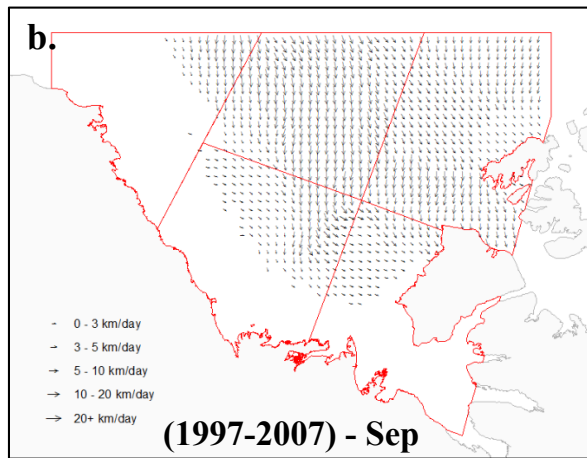 b.
0 - 3 km/day
3 - 5 km/day
5 - 10 km/day
10 - 20 km/day
20+ km/day
(1997-2007) - Sep